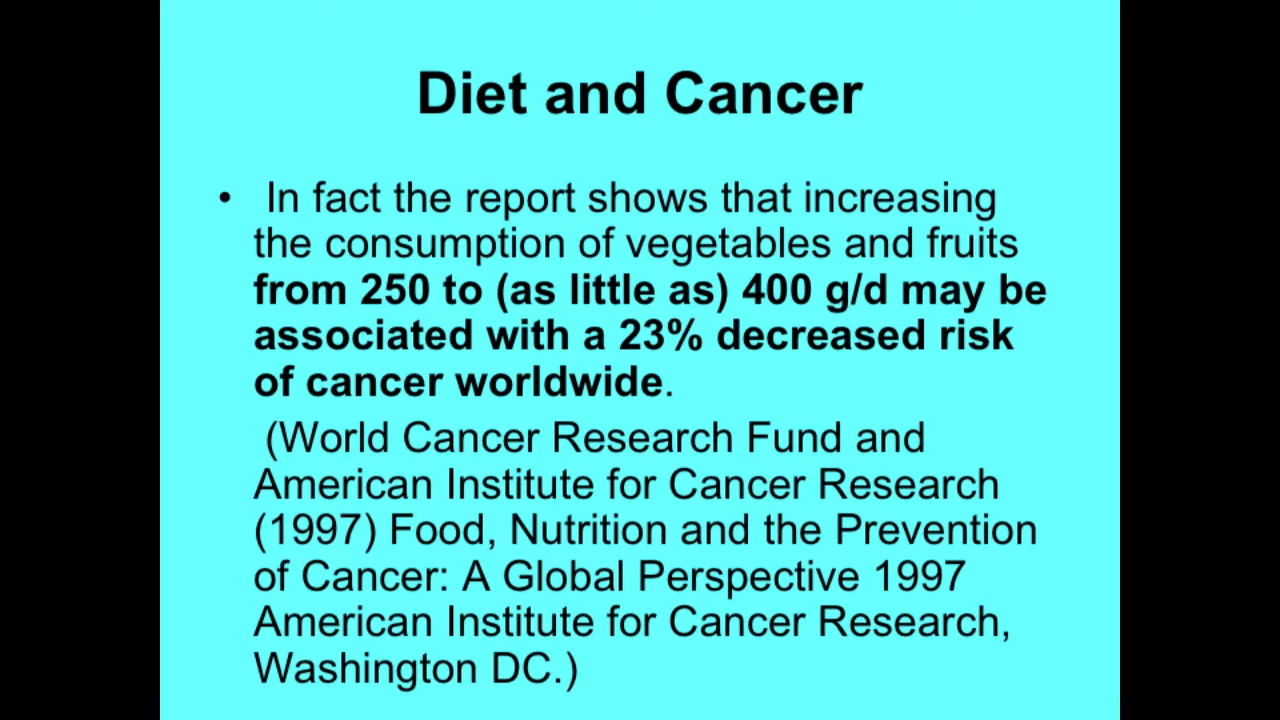 Diet and Cancer
• In fact the report shows that increasing
the consumption of vegetables and fruits
from 250 to (as little as) 400 g/d may be
associated with a 23% decreased risk
of cancer worldwide.
(World Cancer Research Fund and
American Institute for Cancer Research
(1997) Food, Nutrition and the Prevention
of Cancer: A Global Perspective 1997
American Institute for Cancer Research,
Washington DC.)